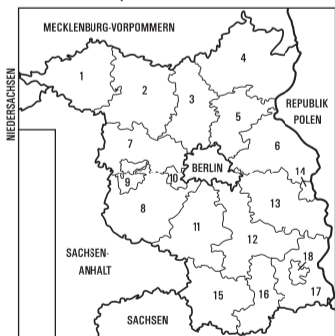 MECKLENBURG-VORPOMMERN
NIEDERSACHSEN
1
2
3
4
5
REPUBLIK
POLEN
6
7
BERLIN
9
10
14
8
13
11
12
SACHSEN-
ANHALT
18
15
16
17
SACHSEN